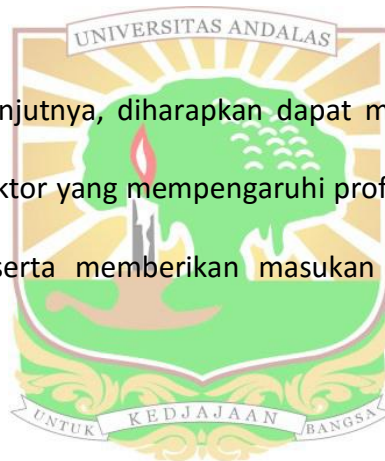 UNIVERSITAS ANDALAS
njutnya, diharapkan dapat m
ktor yang mempengaruhi prof
serta memberikan masukan
UNTUK KEDJAJAAN BANGSA